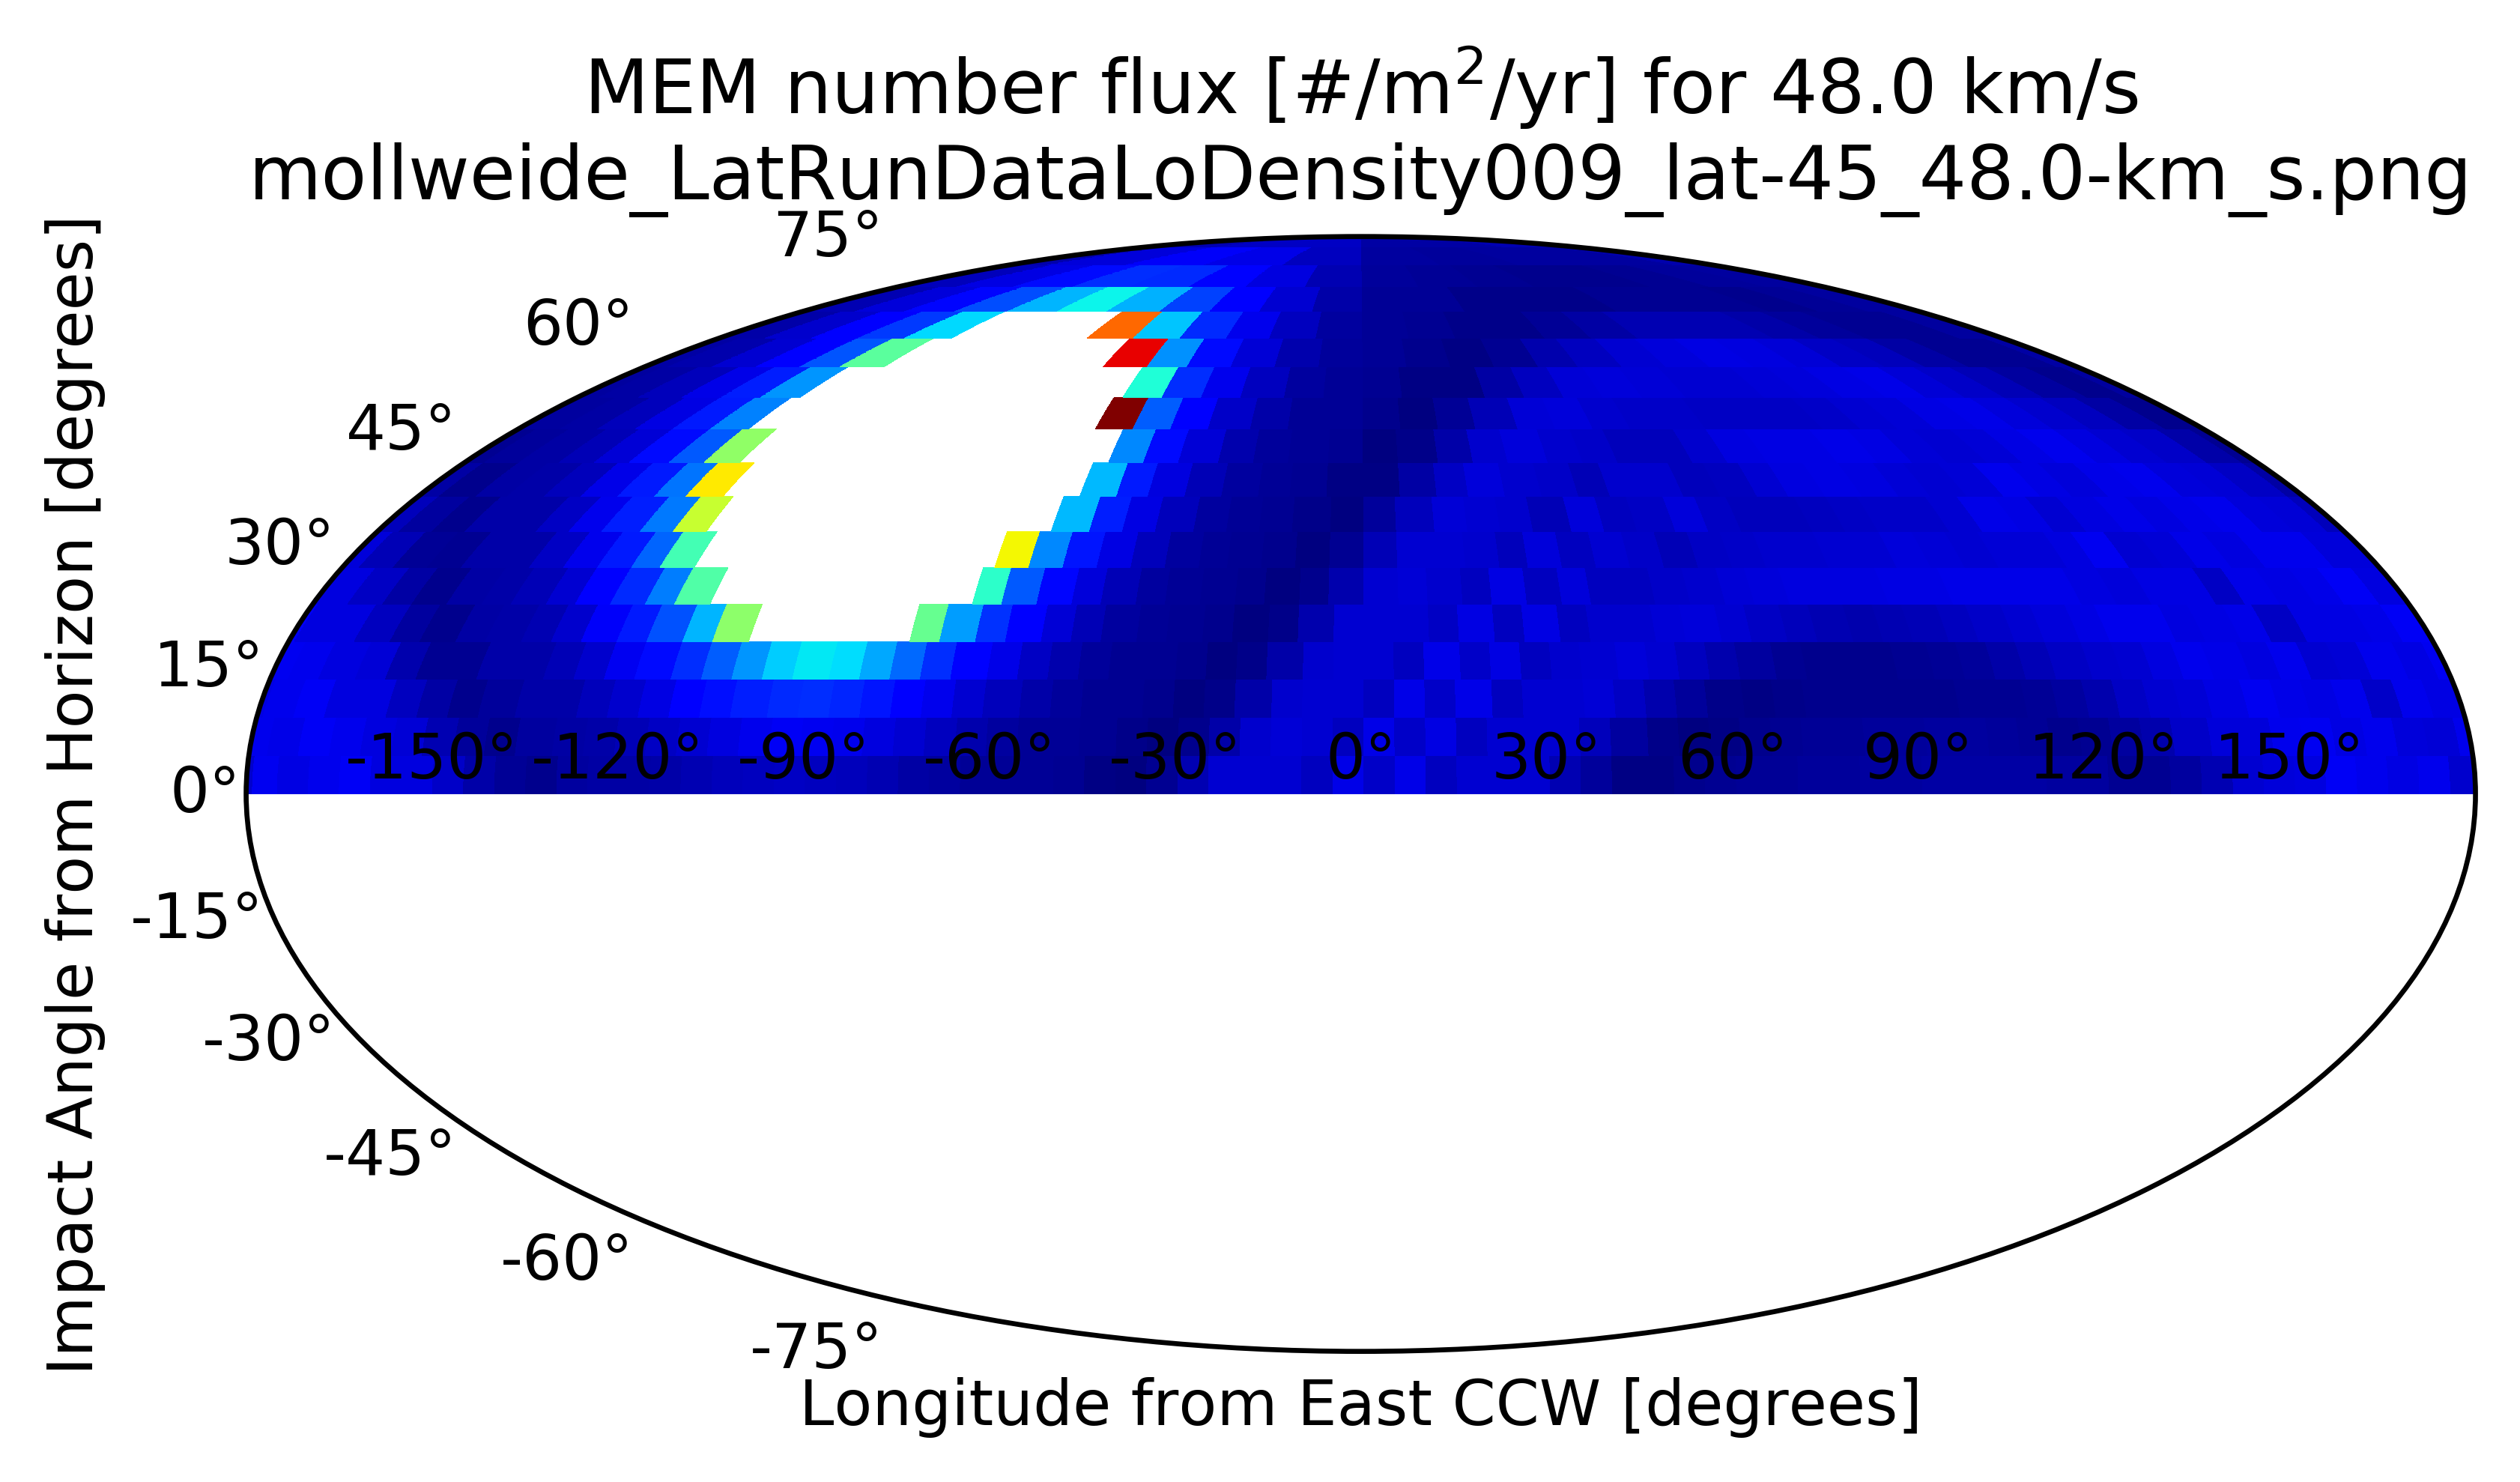 MEM number flux [#/m²/yr] for 48.0 km/s
mollweide_LatRunDataLoDensity009_lat-45_48.0-km_s.png
Impact Angle from Horizon [degrees]
75°
60°
45°
30°
15°
0°
-15°
-30°
-45°
-60°
-75°
-150° -120° -90° -60° -30° 0° 30° 60° 90° 120° 150°
Longitude from East CCW [degrees]